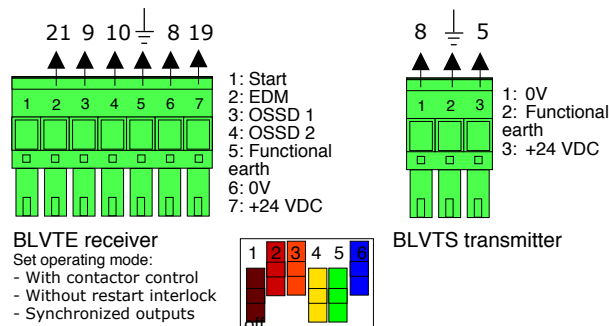 21 9 10 8 19
1 2 3 4 5 6 7
1: Start
2: EDM
3: OSSD 1
4: OSSD 2
5: Functional
earth
6: 0V
7: +24 VDC
8 5
1 2 3
1: 0V
2: Functional
earth
3: +24 VDC
BLVTE receiver
Set operating mode:
- With contactor control
- Without restart interlock
- Synchronized outputs
1 2 3 4 5 6
off
BLVTS transmitter